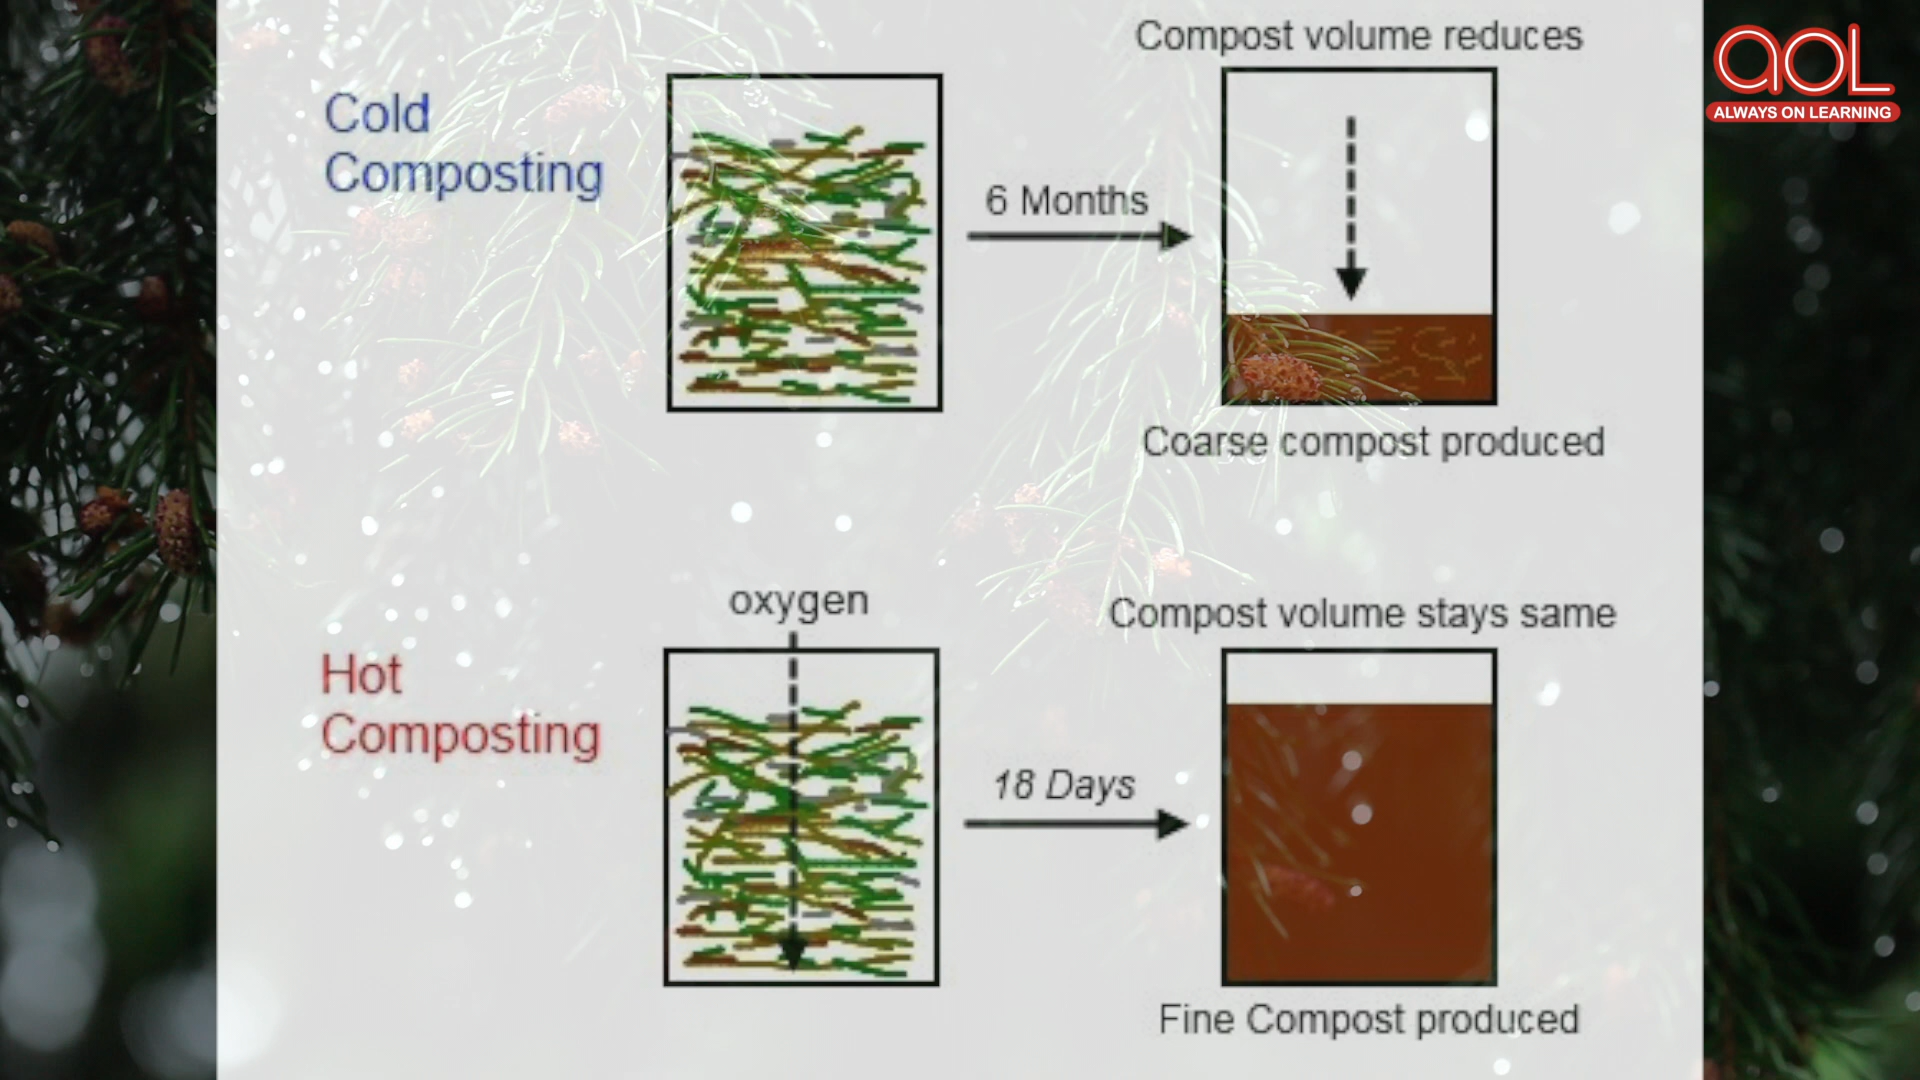 Compost volume reduces
Cold
Composting
6 Months
Coarse compost produced
oxygen
Compost volume stays same
Hot
Composting
18 Days
Fine Compost produced
aOL
ALWAYS ON LEARNING